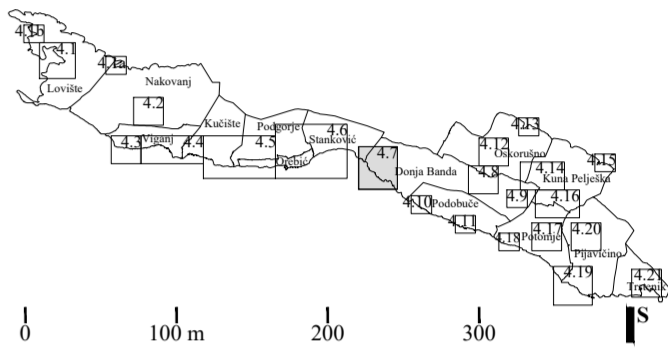 4.1b
4.1
4.1a
Lovište
Nakovanj
4.2
Kučište
Podgorje
4.6
Stanković
4.3
Viganj
4.4
4.5
Orebić
4.7
Donja Banda
4.13
4.12
Oskorušno
4.15
4.14
4.8
Kuna Pelješka
4.9
4.16
4.10
Podobuče
4.11
4.18
Potomje
4.17
4.20
Pijavičino
4.19
4.21
Trstenik
S
0 100 m 200 300